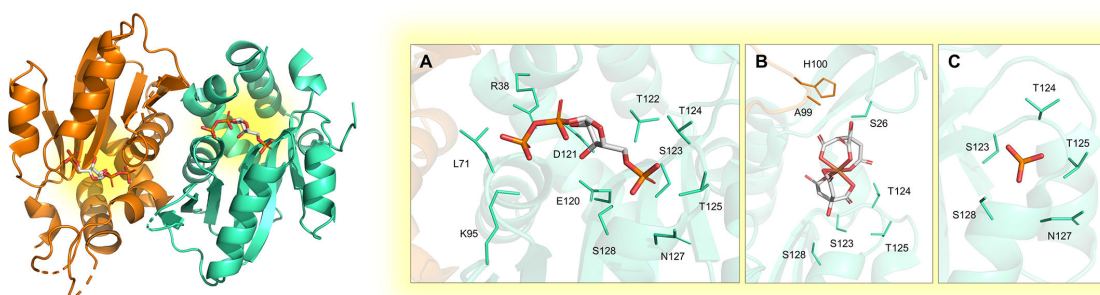 A
R38
T122
T124
L71
D121
S123
E120
T125
K95
S128
N127
B
H100
A99
S26
T124
S123
T125
S128
C
T124
S123
T125
S128
N127